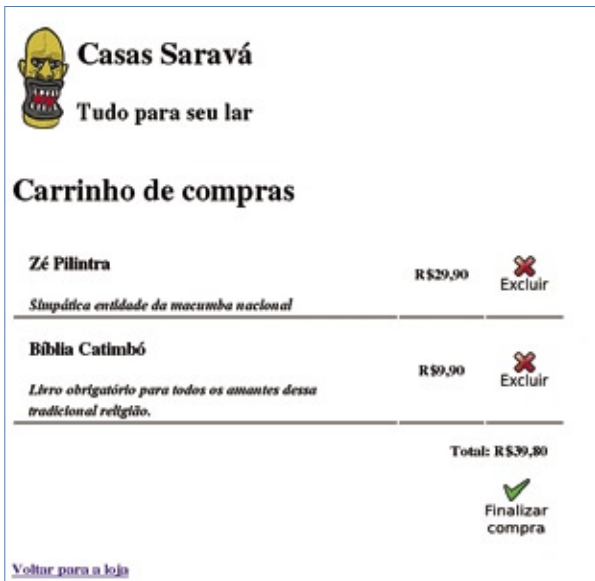 Casas Saravá
Tudo para seu lar
Carrinho de compras
Zé Pilintra
R$29,90
Excluir
Simpática entidade da macumba nacional
Bíblia Catimbó
R$9,90
Excluir
Livro obrigatório para todos os amantes dessa
tradicional religião.
Total: R$39,80
Finalizar
compra
Voltar para a loja